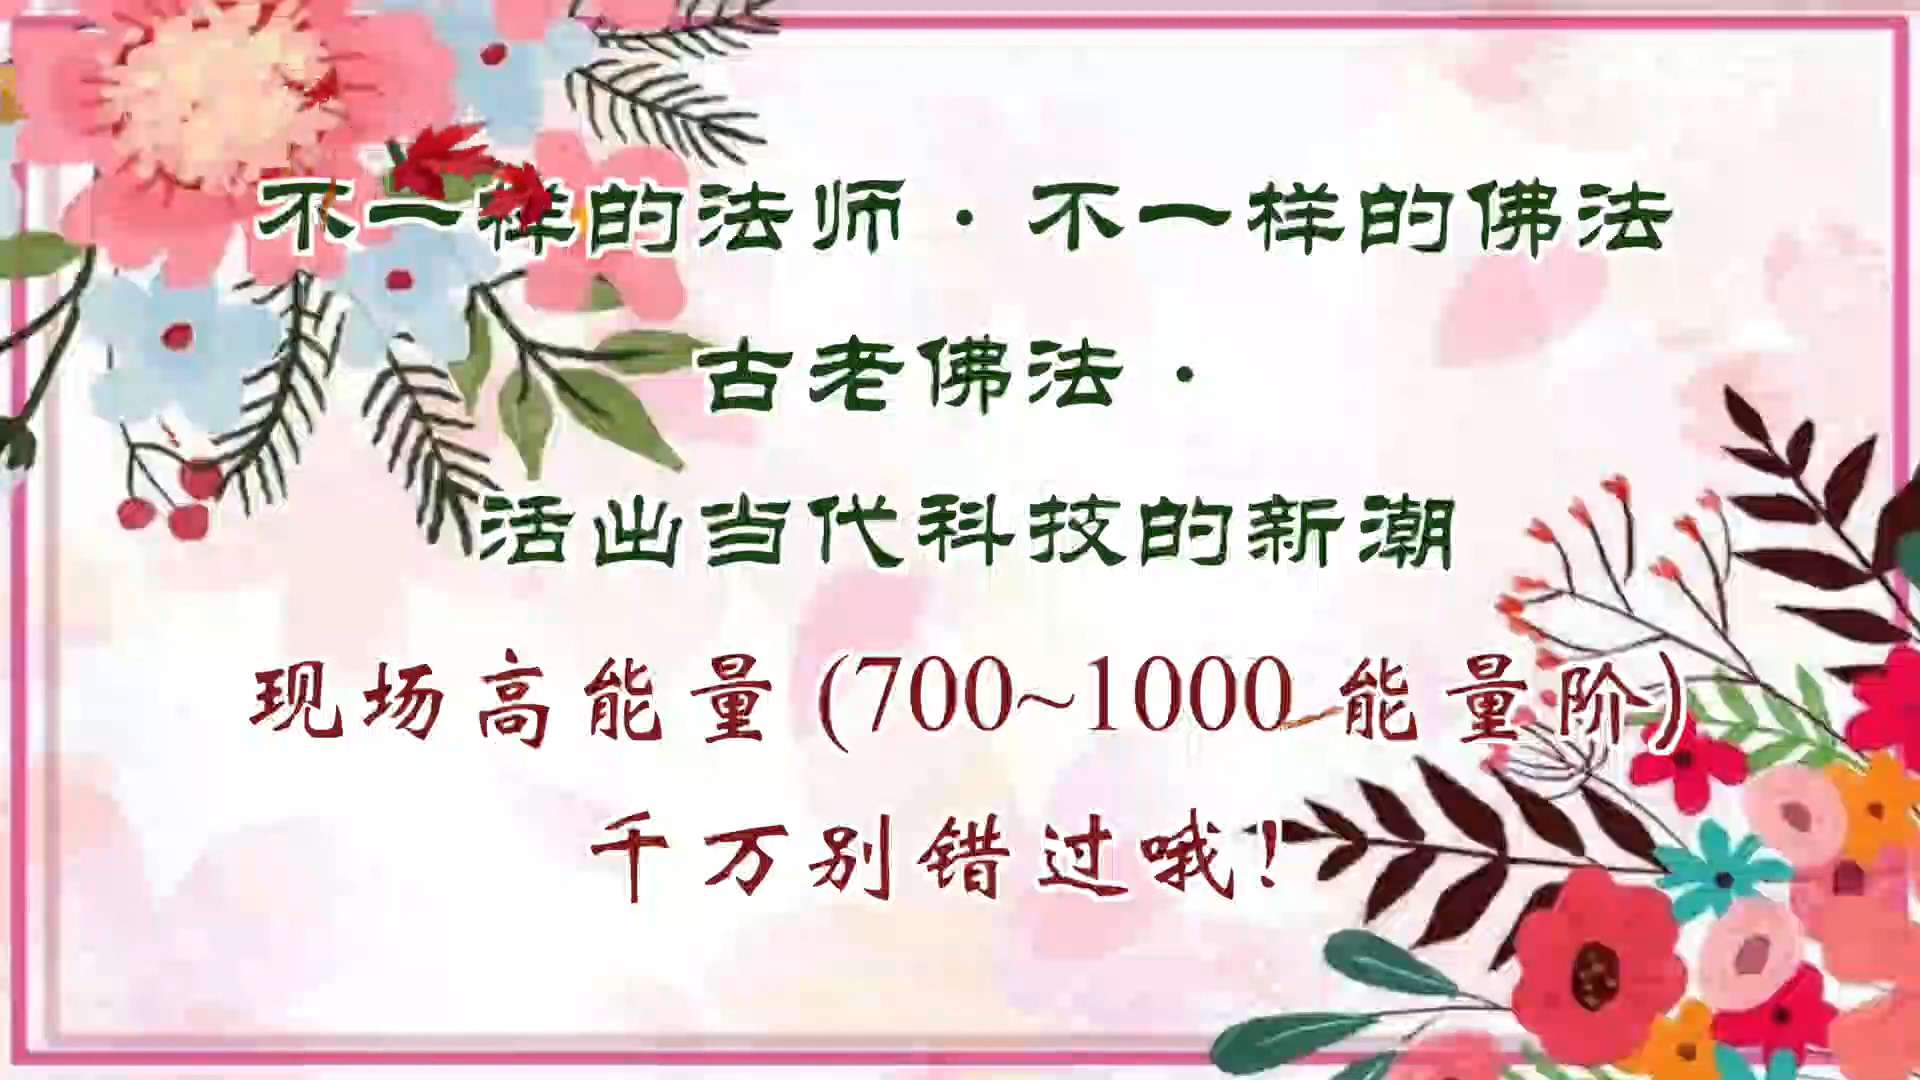 不一样的法师·不一样的佛法
古老佛法·
活出当代科技的新潮
现场高能量(700~1000能量阶)
千万别错过哦!